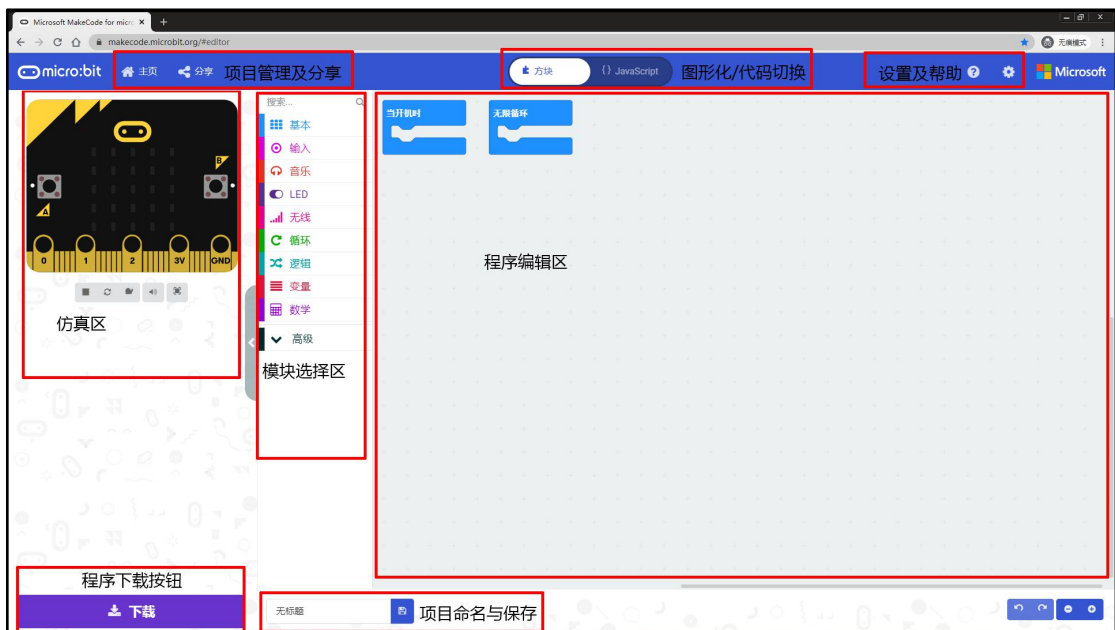 Microsoft MakeCode for micr
makecode.microbit.org/#editor
无痕模式
micro:bit 主页 分享 项目管理及分享 方块 {} JavaScript 图形化/代码切换 设置及帮助 Microsoft
搜索...
基本
输入
音乐
LED
无线
循环
逻辑
变量
数学
高级
模块选择区
B
A
0 1 2 3V GND
仿真区
当开机时 无限循环
程序编辑区
程序下载按钮
下载
无标题 项目命名与保存